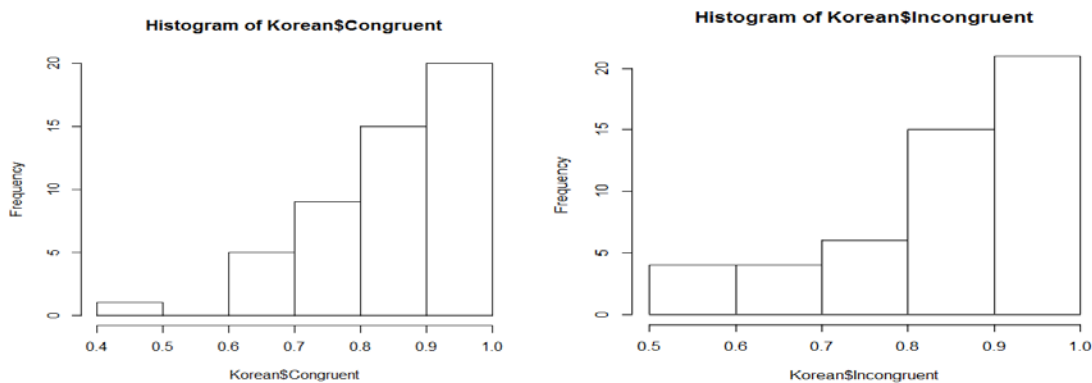 Histogram of Korean$Congruent
Frequency
0 5 10 15 20
0.4 0.5 0.6 0.7 0.8 0.9 1.0
Korean$Congruent
Histogram of Korean$Incongruent
Frequency
0 5 10 15 20
0.5 0.6 0.7 0.8 0.9 1.0
Korean$Incongruent